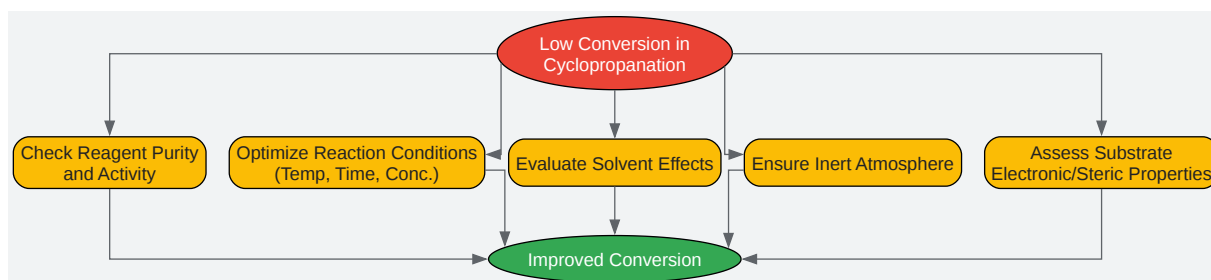 Low Conversion in
Cyclopropanation
Check Reagent Purity
and Activity
Optimize Reaction Conditions
(Temp, Time, Conc.)
Evaluate Solvent Effects
Ensure Inert Atmosphere
Assess Substrate
Electronic/Steric Properties
Improved Conversion